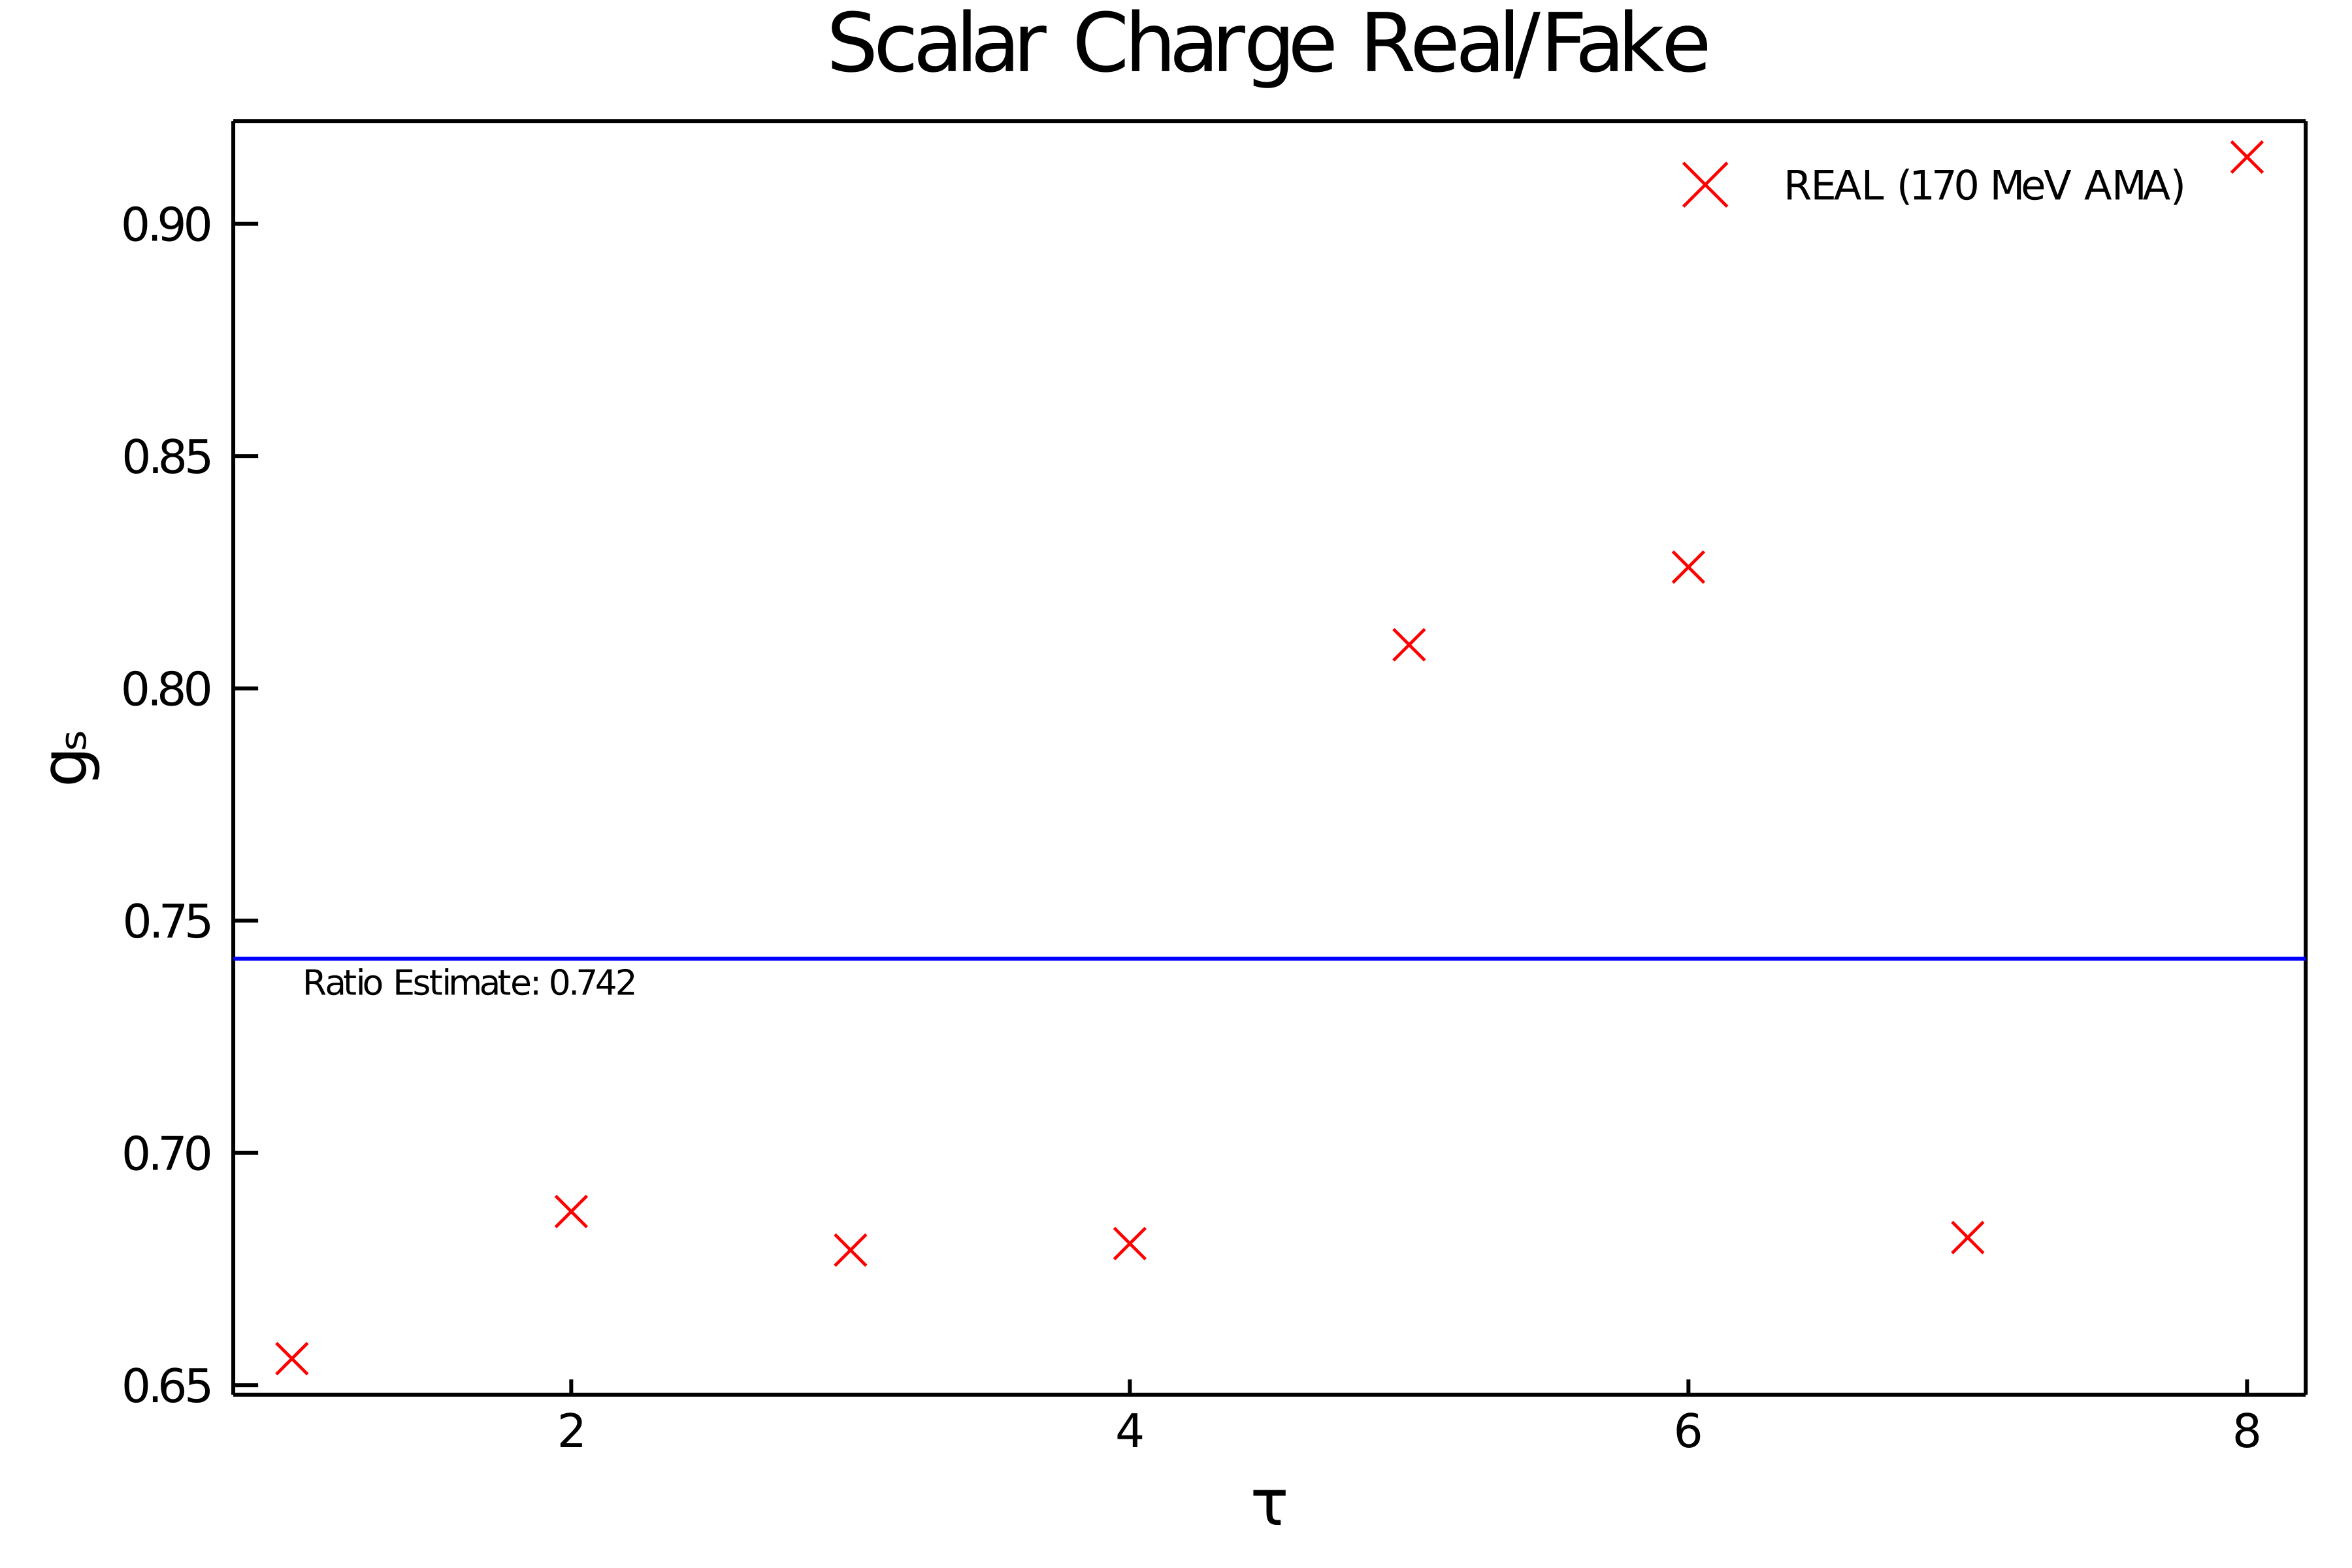 Scalar Charge Real/Fake
REAL (170 MeV AMA)
0.90
0.85
0.80
0.75
0.70
0.65
gₛ
Ratio Estimate: 0.742
2
4
6
8
τ